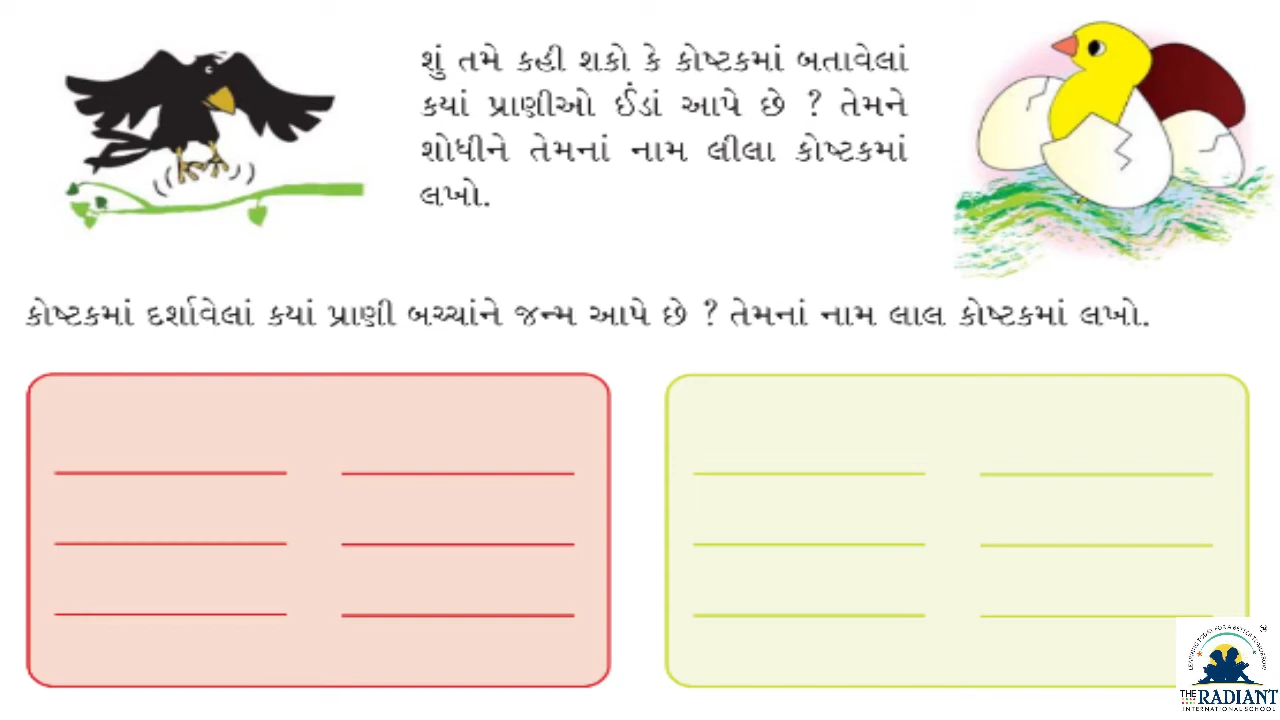 શું તમે કહી શકો કે કોષ્ટકમાં બતાવેલાં
કયાં પ્રાણીઓ ઈંડાં આપે છે ? તેમને
શોધીને તેમનાં નામ લીલા કોષ્ટકમાં
લખો.
કોષ્ટકમાં દર્શાવેલાં કયાં પ્રાણી બચ્ચાંને જન્મ આપે છે ? તેમનાં નામ લાલ કોષ્ટકમાં લખો.
THE RADIANT
INTERNATIONAL SCHOOL